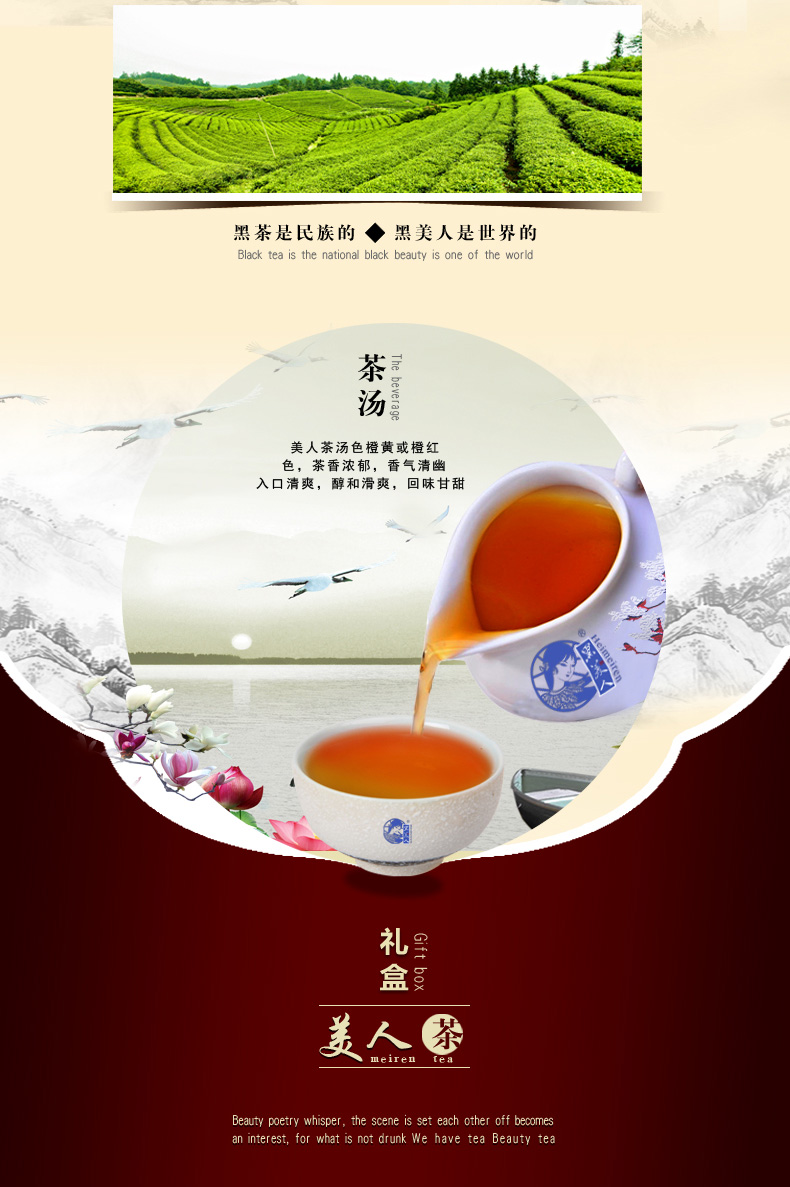 黑茶是民族的◆黑美人是世界的
Black tea is the national black beauty is one of the world
茶汤
The beverage
美人茶汤色橙黄或橙红
色，茶香浓郁，香气清幽
入口清爽，醇和滑爽，回味甘甜
®
Heimeiren
黑美人
礼盒
Gift box
美人茶
meiren tea
Beauty poetry whisper, the scene is set each other off becomes
an interest, for what is not drunk We have tea Beauty tea